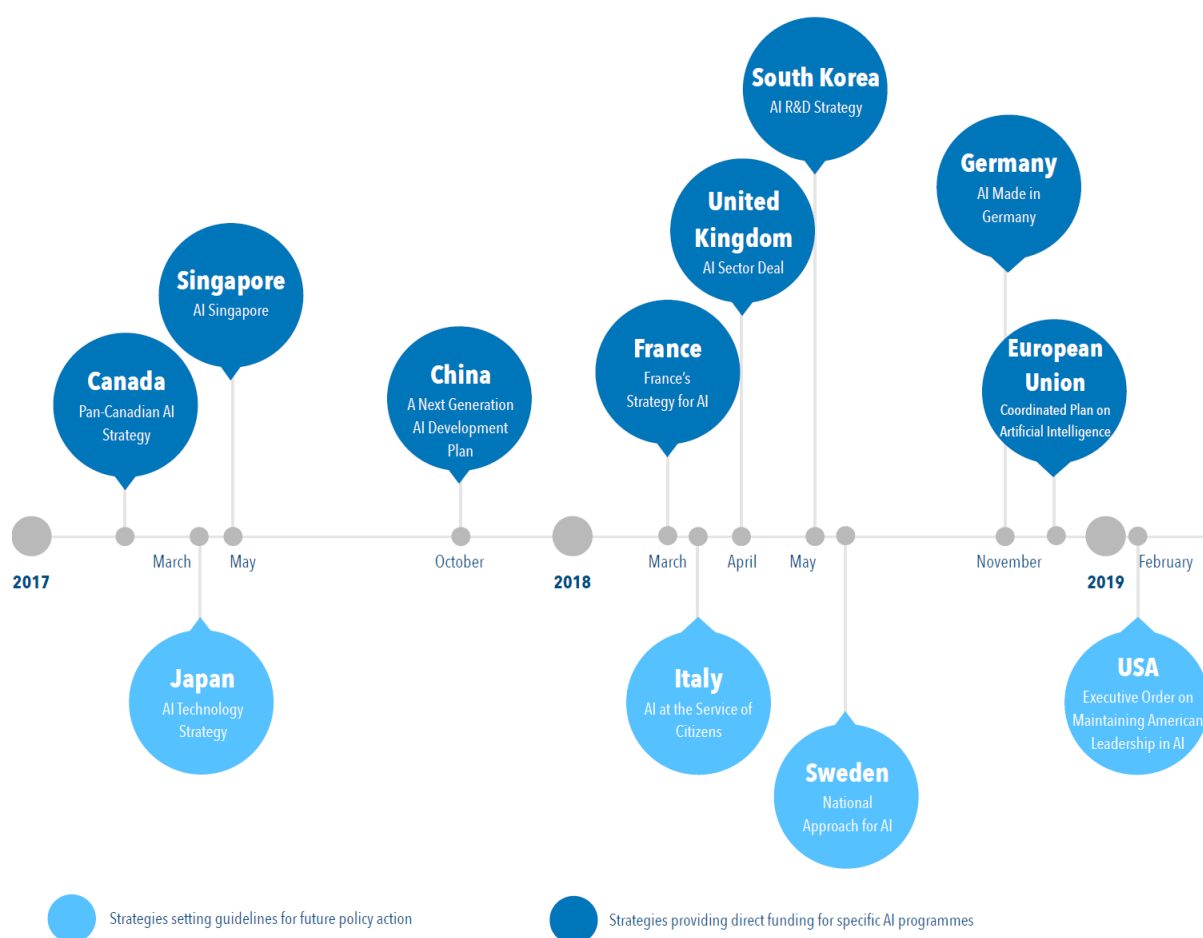 South Korea
AI R&D Strategy
Germany
AI Made in
Germany
United
Kingdom
AI Sector Deal
Singapore
AI Singapore
France
France's
Strategy for AI
European
Union
Coordinated Plan on
Artificial Intelligence
Canada
Pan-Canadian AI
Strategy
China
A Next Generation
AI Development
Plan
2017
March
May
October
2018
March
April
May
November
2019
February
Japan
AI Technology
Strategy
Italy
AI at the Service of
Citizens
USA
Executive Order on
Maintaining American
Leadership in AI
Sweden
National
Approach for AI
Strategies setting guidelines for future policy action
Strategies providing direct funding for specific AI programmes